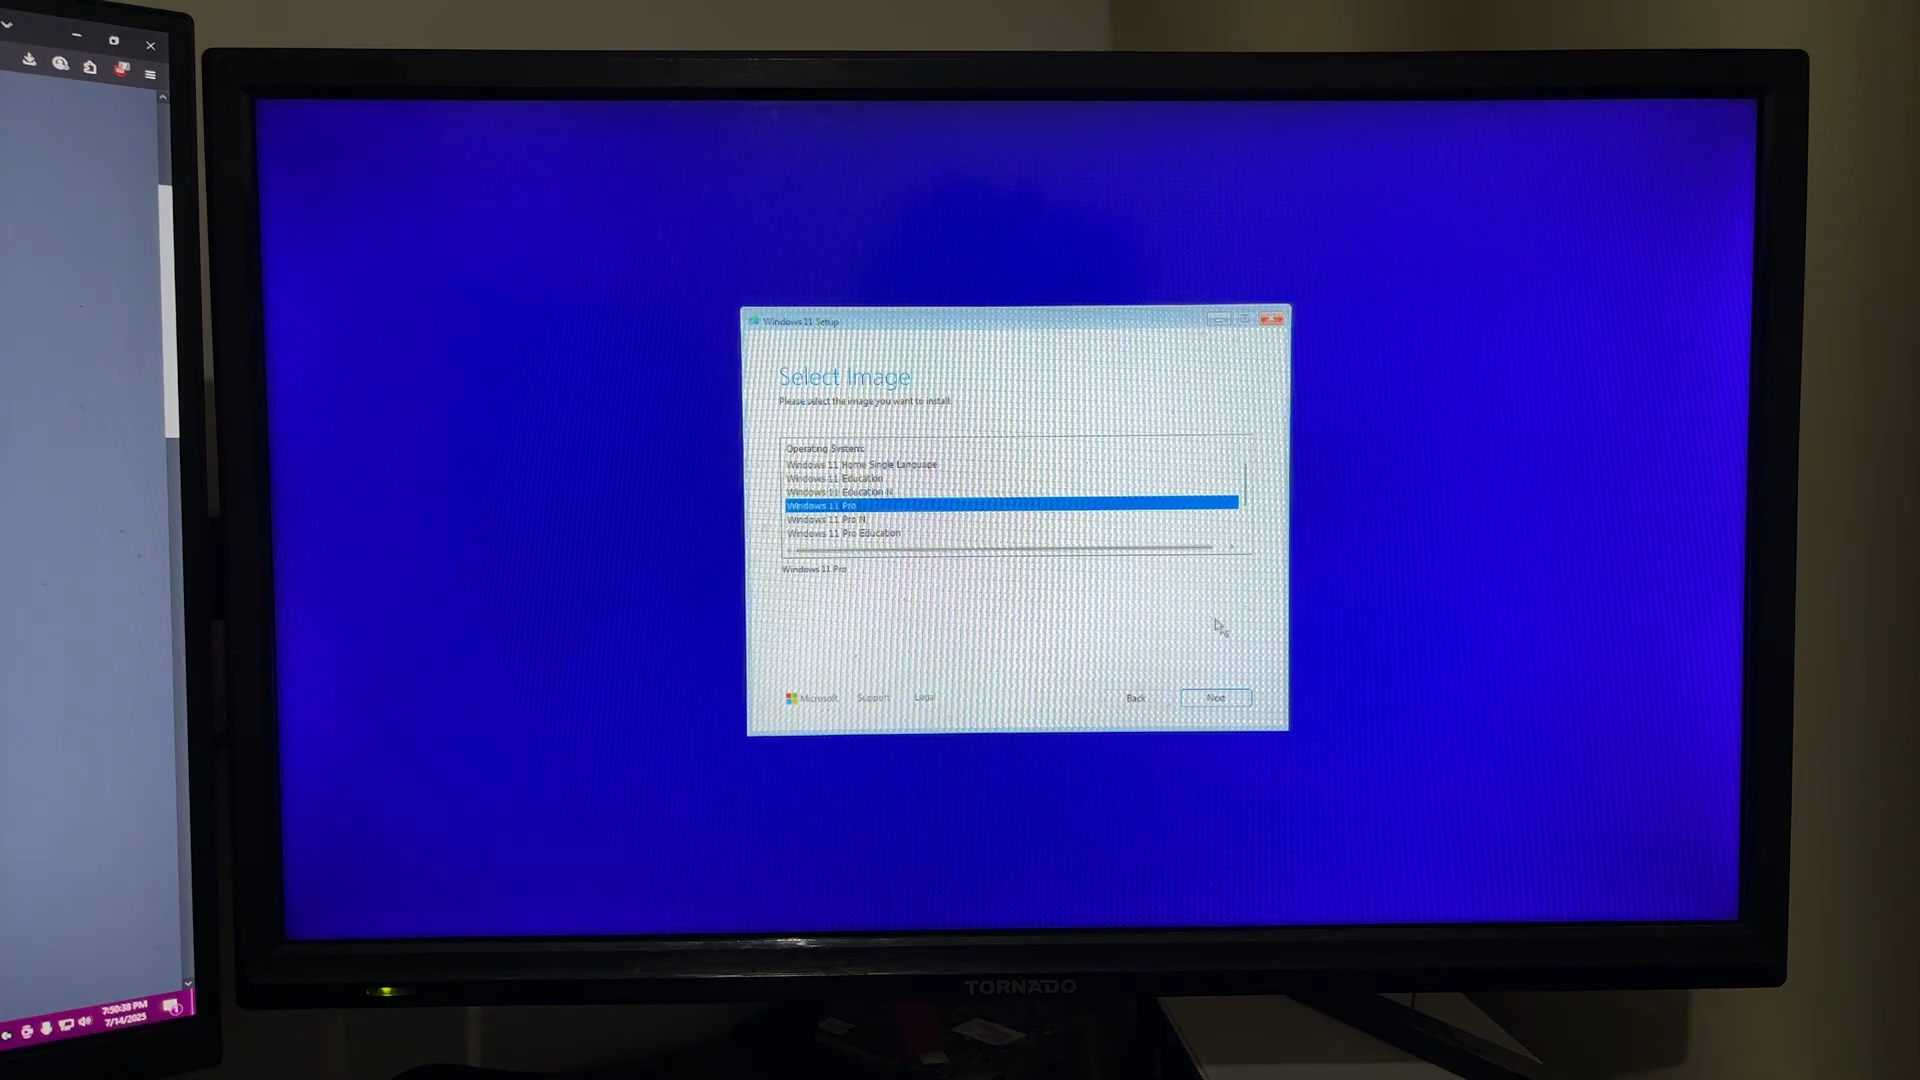 Windows 11 Setup
Select Image
Please select the image you want to install.
Operating System:
Windows 11 Home Single Language
Windows 11 Education
Windows 11 Education N
Windows 11 Pro
Windows 11 Pro N
Windows 11 Pro Education
Windows 11 Pro
Microsoft Support Legal
Back Next
TORNADO
7:50:38 PM
7/14/2025